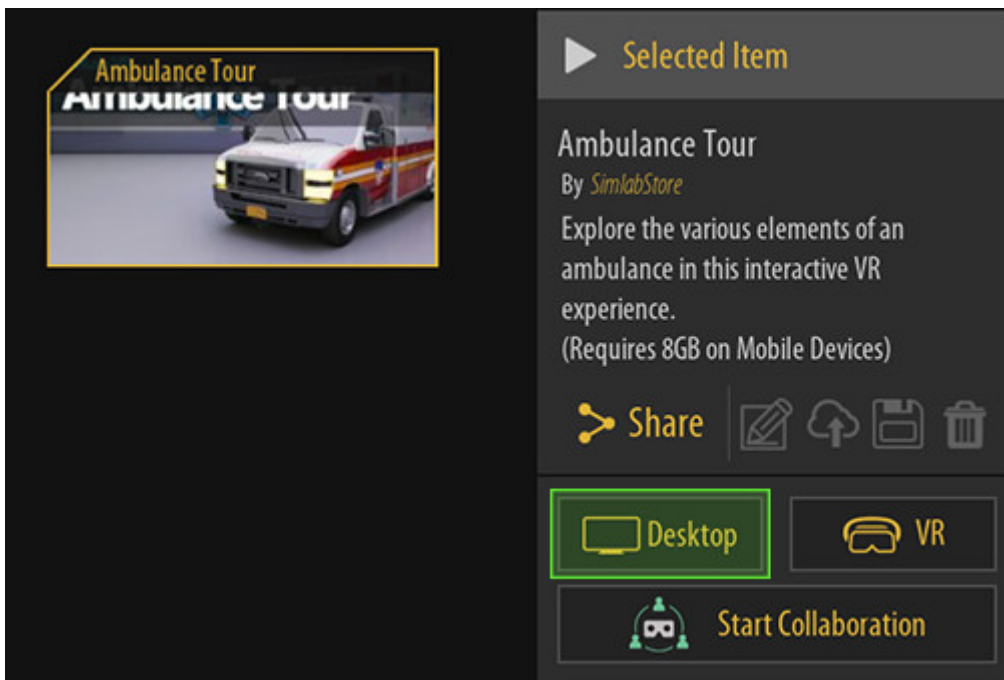 Ambulance Tour
Ambulance Tour
Selected Item
Ambulance Tour
By SimlabStore
Explore the various elements of an
ambulance in this interactive VR
experience.
(Requires 8GB on Mobile Devices)
Share
Desktop
VR
Start Collaboration